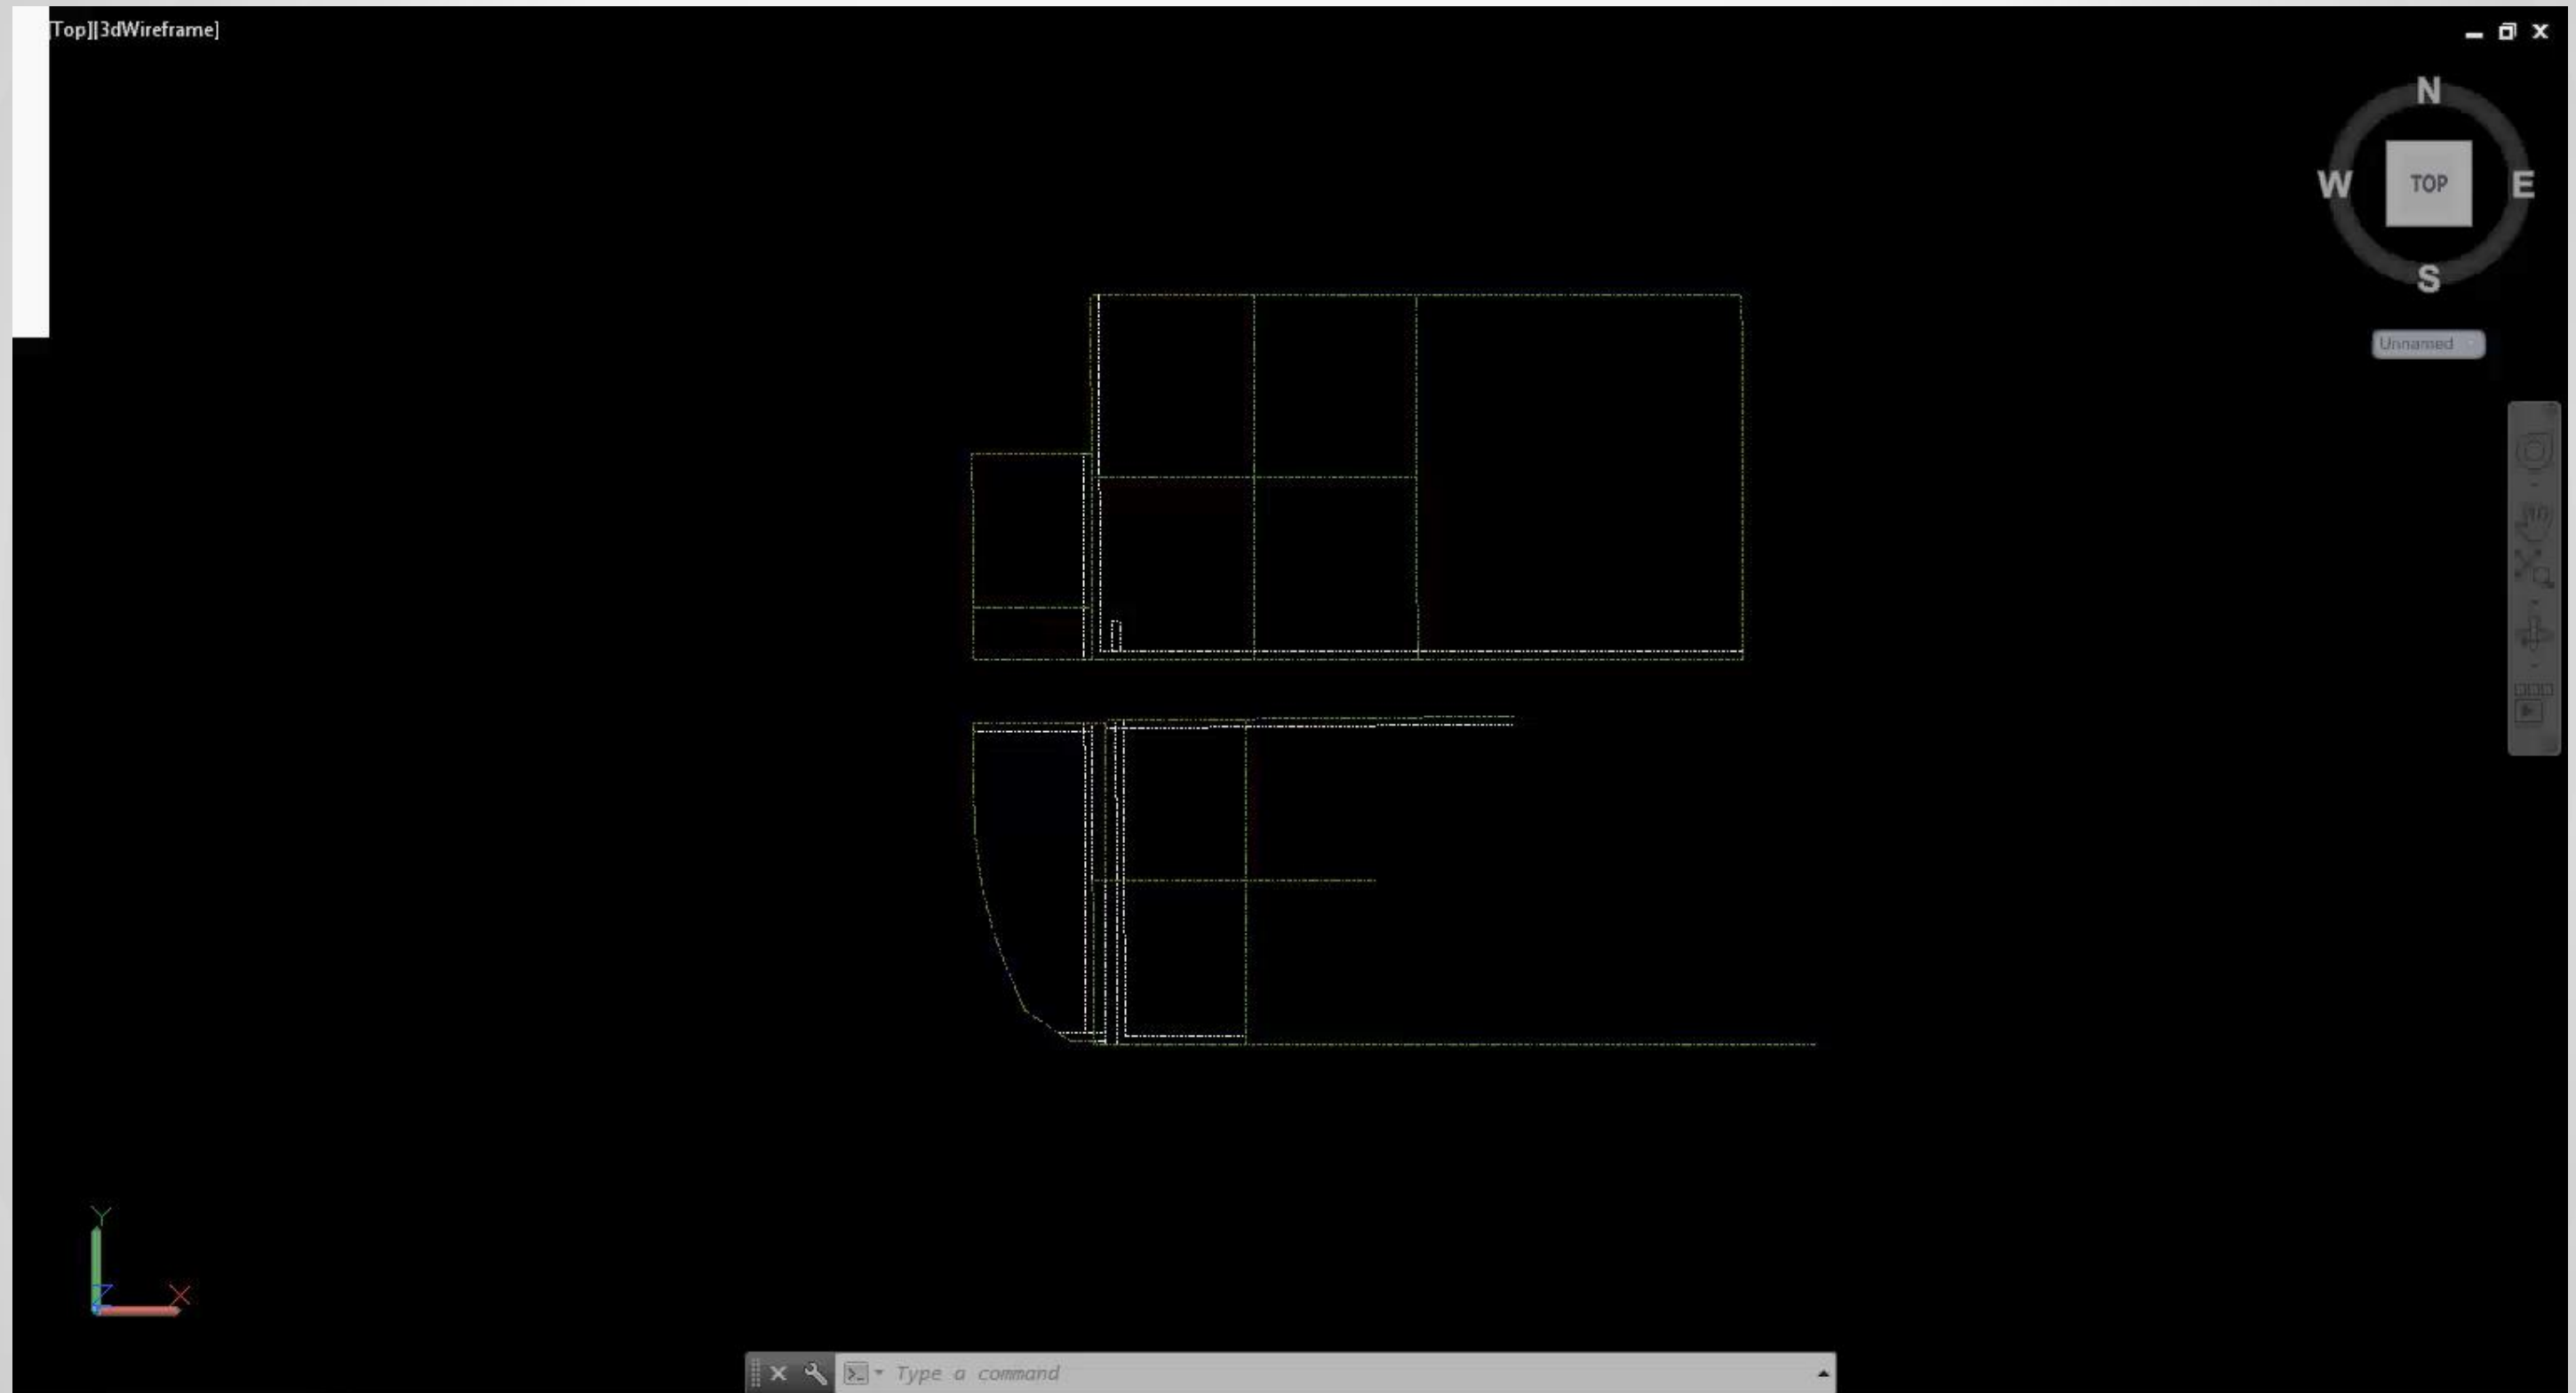 [Top][3dWireframe]
N
W
TOP
E
S
Unnamed
Y
Z
X
Type a command